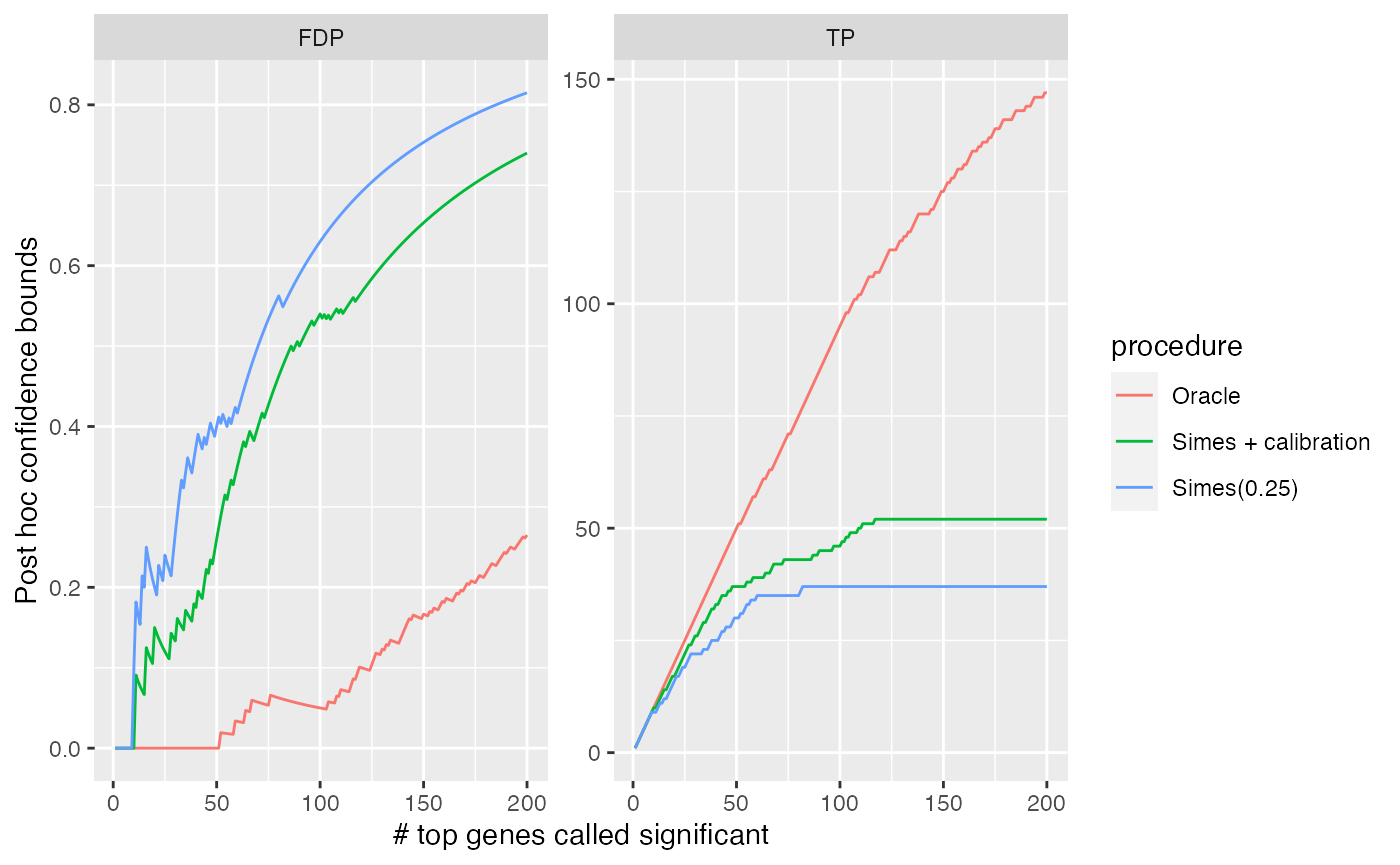 FDP
TP
Post hoc confidence bounds
0.8
0.6
0.4
0.2
0.0
0 50 100 150 200
150
100
50
0
0 50 100 150 200
# top genes called significant
procedure
Oracle
Simes + calibration
Simes(0.25)